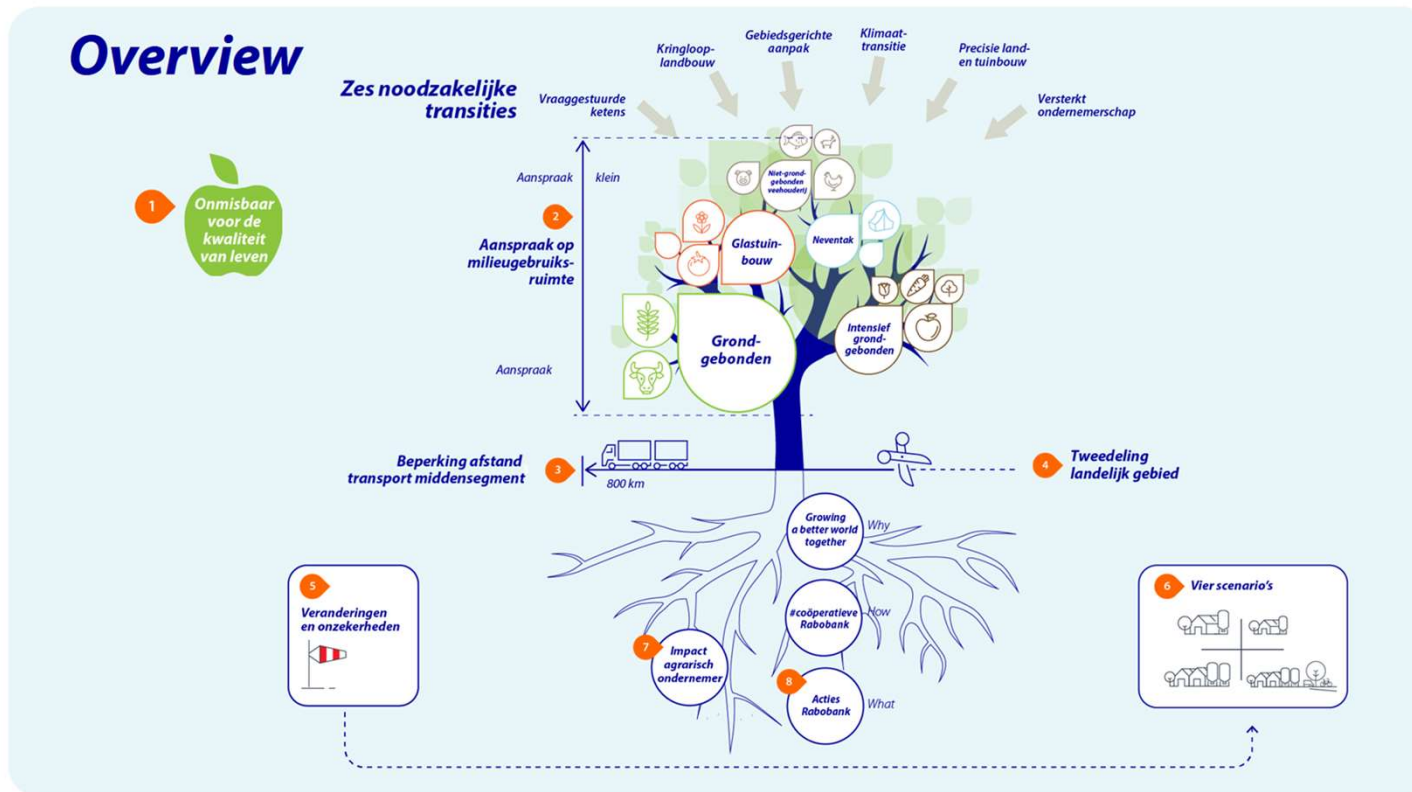 Overview
Zes noodzakelijke
transities
Vraaggestuurde
ketens
Kringloop-
landbouw
Gebiedsgerichte
aanpak
Klimaat-
transitie
Precisie land-
en tuinbouw
Versterkt
ondernemerschap
1
Onmisbaar
voor de
kwaliteit
van leven
Aanspraak
klein
2
Aanspraak op
milieugebruiks-
ruimte
Aanspraak
Niet-grond-
gebonden
veehouderij
Glastuin-
bouw
Neventak
Grond-
gebonden
Intensief
grond-
gebonden
Beperking afstand
transport middensegment
3
800 km
4
Tweedeling
landelijk gebied
Growing
a better world
together
Why
#coöperatieve
Rabobank
How
5
Veranderingen
en onzekerheden
6
Vier scenario's
7
Impact
agrarisch
ondernemer
8
Acties
Rabobank
What